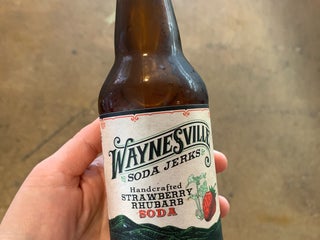 WAYNESVILLE
SODA JERKS
Handcrafted
STRAWBERRY
RHUBARB
SODA